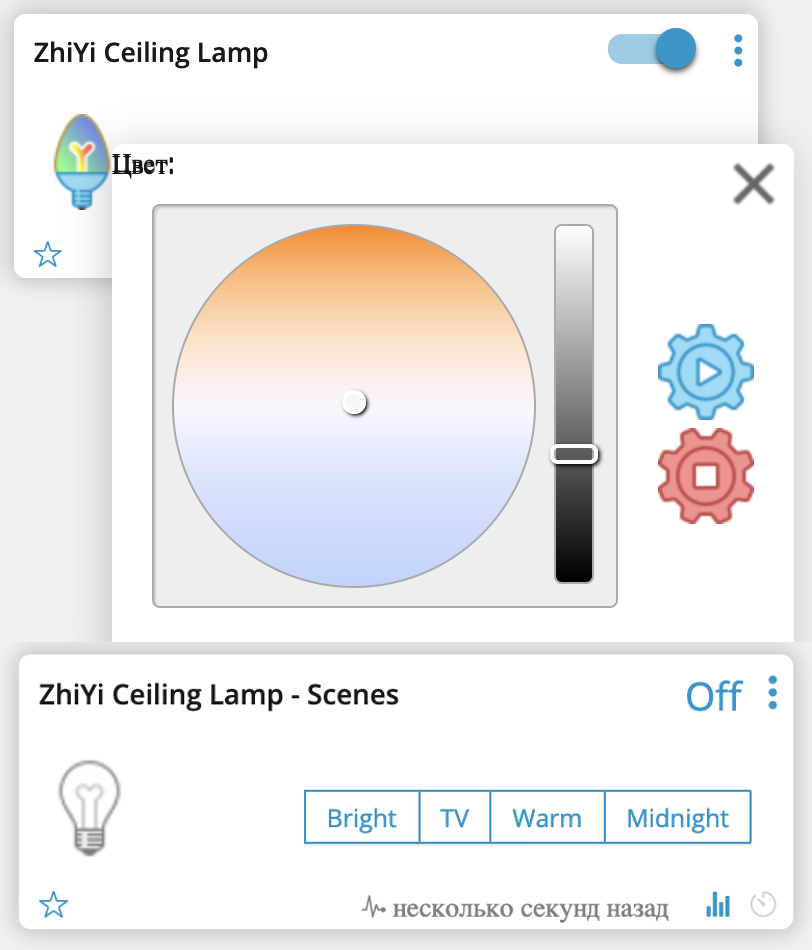 ZhiYi Ceiling Lamp
Цвет:
ZhiYi Ceiling Lamp - Scenes
Off
Bright TV Warm Midnight
несколько секунд назад